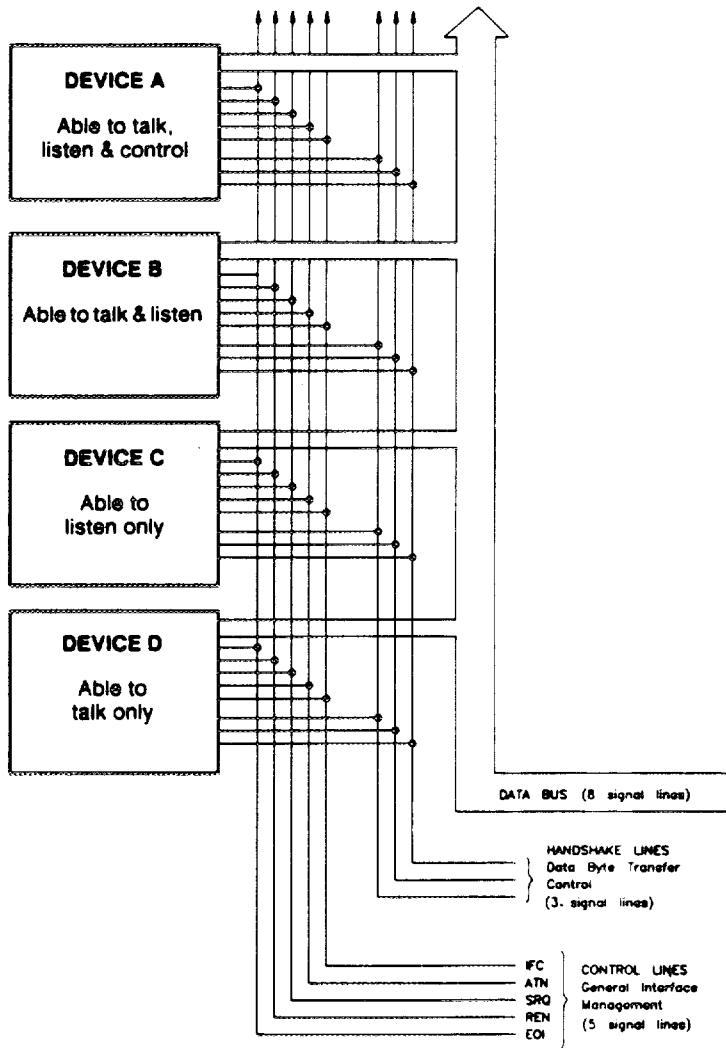 DEVICE A
Able to talk,
listen & control
DEVICE B
Able to talk & listen
DEVICE C
Able to
listen only
DEVICE D
Able to
talk only
DATA BUS (8 signal lines)
HANDSHAKE LINES
Data Byte Transfer
Control
(3. signal lines)
IFC
ATN
SRQ
REN
EOI
CONTROL LINES
General Interface
Management
(5 signal lines)